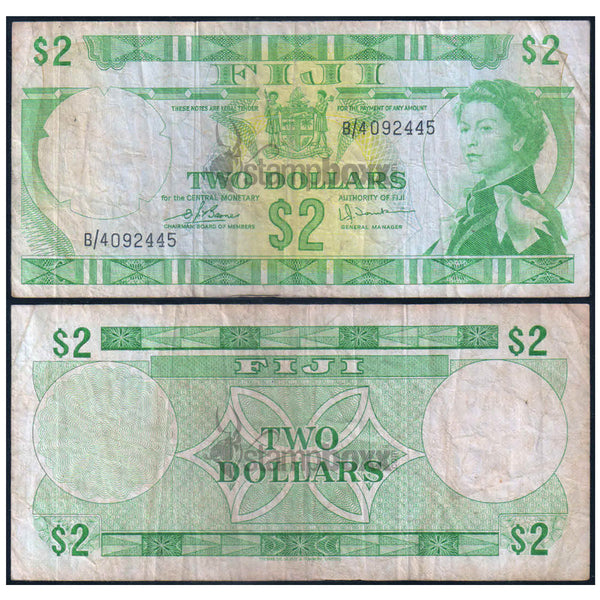 $2 $2
FIJI
THESE NOTES ARE LEGAL TENDER FOR THE PAYMENT OF ANY AMOUNT
B/4092445
stampboxx
TWO DOLLARS
for the CENTRAL MONETARY AUTHORITY OF FIJI
$2
CHAIRMAN BOARD OF MEMBERS GENERAL MANAGER
B/4092445
$2 $2
FIJI
TWO
stampboxx
DOLLARS
$2 $2